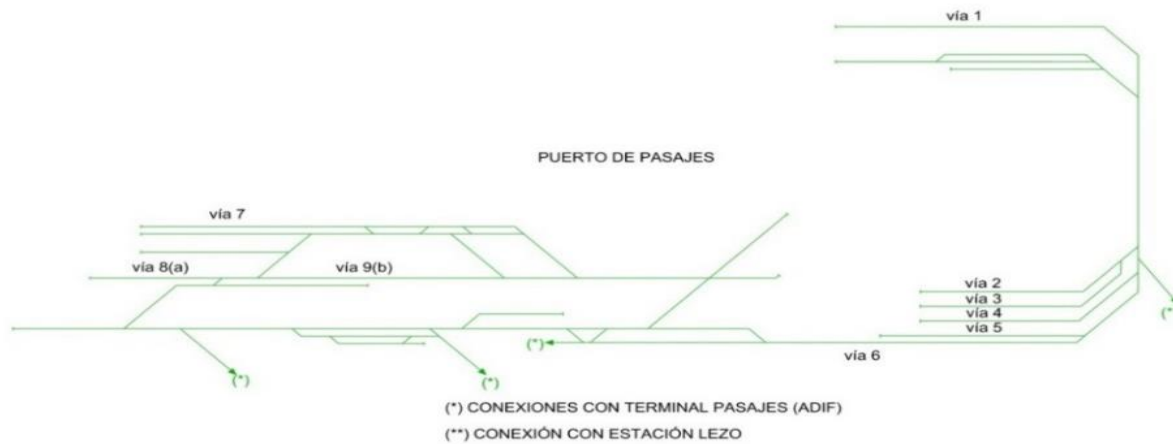 vía 1
PUERTO DE PASAJES
vía 7
vía 8(a)
vía 9(b)
vía 2
vía 3
vía 4
vía 5
(*
(*)
vía 6
(*)
(*)
(*) CONEXIONES CON TERMINAL PASAJES (ADIF)
(**) CONEXIÓN CON ESTACIÓN LEZO